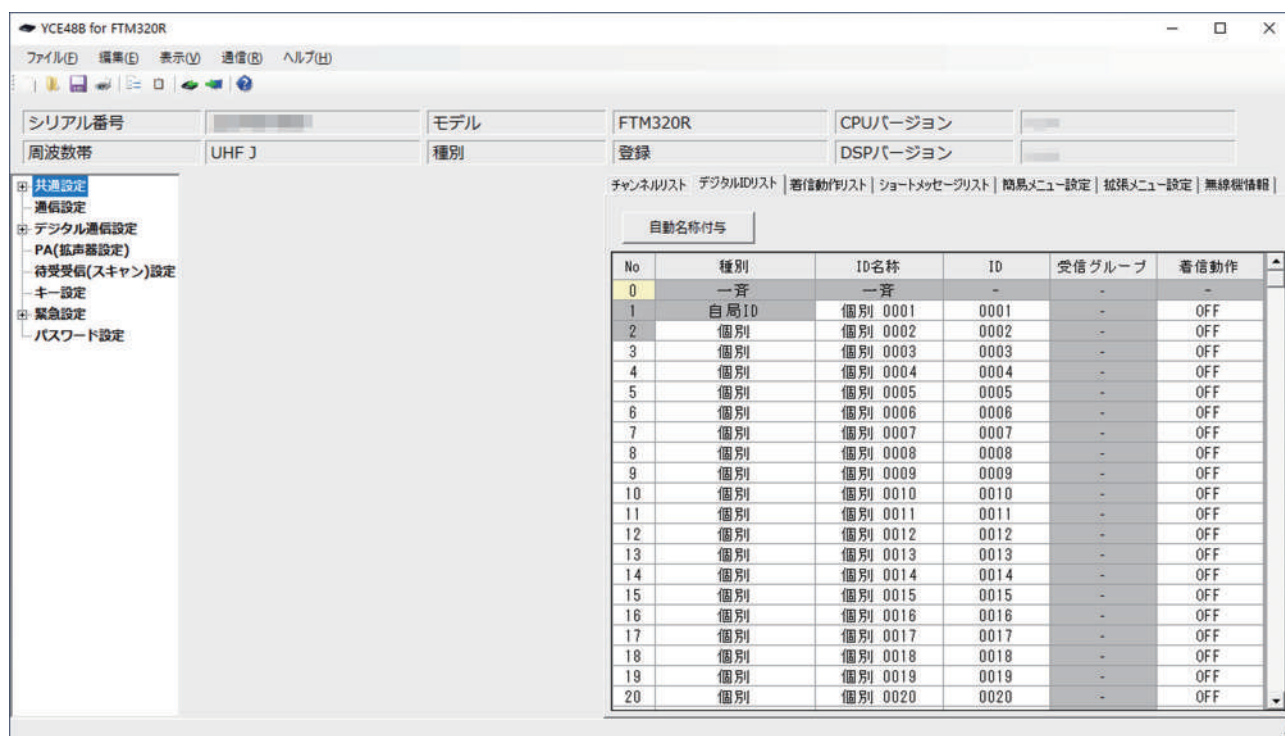 YCE48B for FTM320R
ファイル(F) 編集(E) 表示(V) 通信(R) ヘルプ(H)
シリアル番号 モデル FTM320R CPUバージョン
周波数帯 UHF J 種別 登録 DSPバージョン
共通設定
通信設定
デジタル通信設定
PA(拡声器設定)
待受受信(スキャン)設定
キー設定
緊急設定
パスワード設定
チャンネルリスト デジタルIDリスト 着信動作リスト ショートメッセージリスト 簡易メニュー設定 拡張メニュー設定 無線機情報
自動名称付与
No 種別 ID名称 ID 受信グループ 着信動作
0 一斉 一斉 - - -
1 自局ID 個別 0001 0001 - OFF
2 個別 個別 0002 0002 - OFF
3 個別 個別 0003 0003 - OFF
4 個別 個別 0004 0004 - OFF
5 個別 個別 0005 0005 - OFF
6 個別 個別 0006 0006 - OFF
7 個別 個別 0007 0007 - OFF
8 個別 個別 0008 0008 - OFF
9 個別 個別 0009 0009 - OFF
10 個別 個別 0010 0010 - OFF
11 個別 個別 0011 0011 - OFF
12 個別 個別 0012 0012 - OFF
13 個別 個別 0013 0013 - OFF
14 個別 個別 0014 0014 - OFF
15 個別 個別 0015 0015 - OFF
16 個別 個別 0016 0016 - OFF
17 個別 個別 0017 0017 - OFF
18 個別 個別 0018 0018 - OFF
19 個別 個別 0019 0019 - OFF
20 個別 個別 0020 0020 - OFF